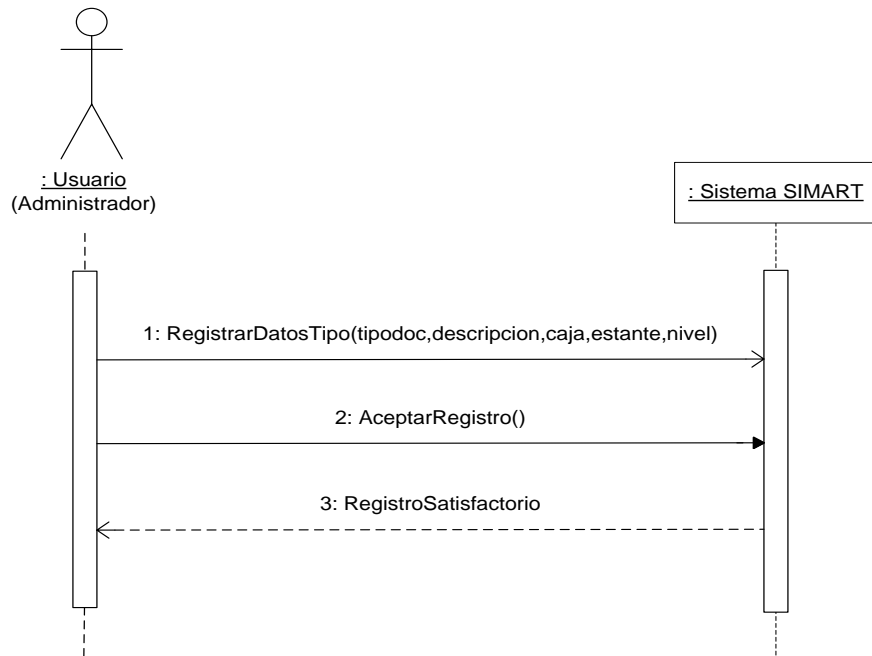 : Usuario
(Administrador)
: Sistema SIMART
1: RegistrarDatosTipo(tipodoc,descripcion,caja,estante,nivel)
2: AceptarRegistro()
3: RegistroSatisfactorio